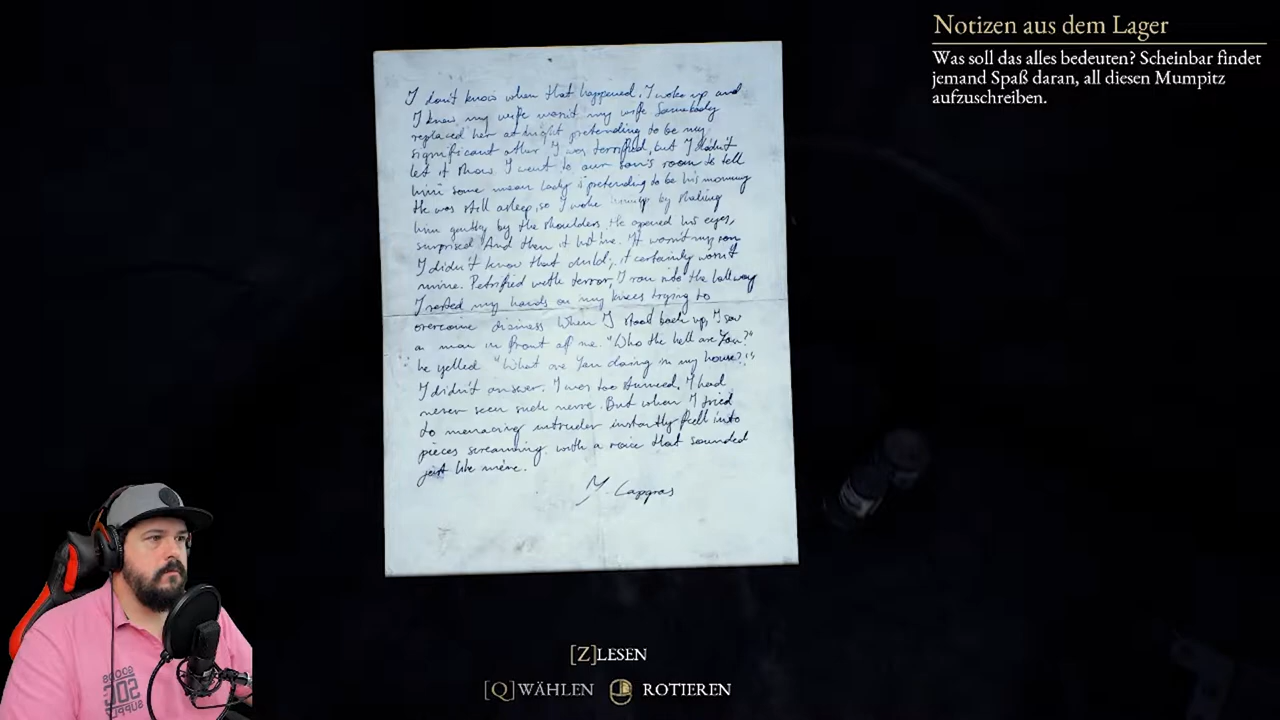 Notizen aus dem Lager
Was soll das alles bedeuten? Scheinbar findet
jemand Spaß daran, all diesen Mumpitz
aufzuschreiben.
I don't know when that happened. I woke up and
I knew my wife wasn't my wife Somebody
replaced her at night pretending to be my
significant other I was terrified, but I didn't
let it show I went to our son's room to tell
him some mean lady is pretending to be his mommy
He was still asleep, so I woke him up by shaking
him gently by the shoulders He opened his eyes,
surprised And then it hit me. It wasn't my son
I didn't know that child; it certainly wasn't
mine. Petrified with terror, I ran into the hallway
I rested my hands on my knees trying to
overcome diziness When I stood back up, I saw
a man in front of me. "Who the hell are You?"
he yelled "What are You doing in my house?!"
I didn't answer. I was too stunned. I had
never seen such nerve. But when I tried
to menacing intruder instantly fell into
pieces screaming with a voice that sounded
just like mine.
Capgras
[Z]LESEN
[Q]WÄHLEN ROTIEREN